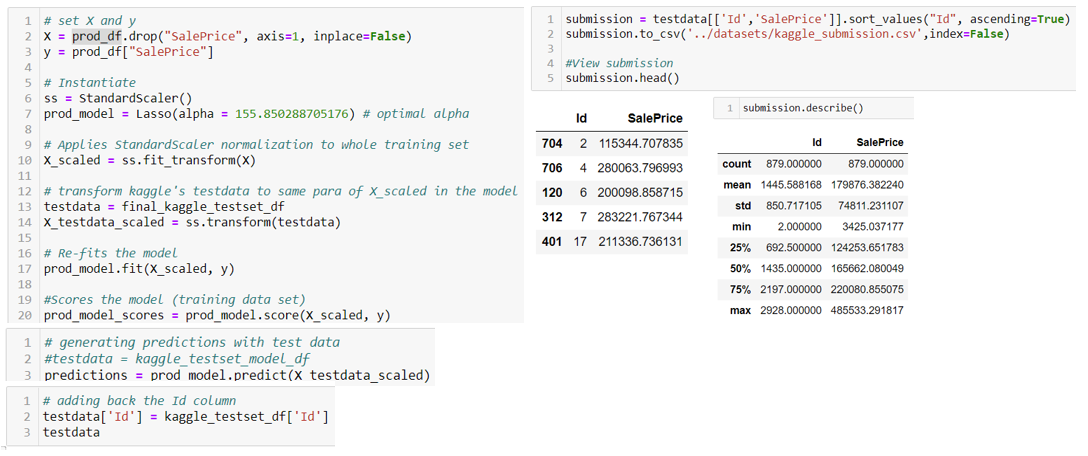 1 # set X and y
2 X = prod_df.drop("SalePrice", axis=1, inplace=False)
3 y = prod_df["SalePrice"]
4
5 # Instantiate
6 ss = StandardScaler()
7 prod_model = Lasso(alpha = 155.850288705176) # optimal alpha
8
9 # Applies StandardScaler normalization to whole training set
10 X_scaled = ss.fit_transform(X)
11
12 # transform kaggle's testdata to same para of X_scaled in the model
13 testdata = final_kaggle_testset_df
14 X_testdata_scaled = ss.transform(testdata)
15
16 # Re-fits the model
17 prod_model.fit(X_scaled, y)
18
19 #Scores the model (training data set)
20 prod_model_scores = prod_model.score(X_scaled, y)
1 # generating predictions with test data
2 #testdata = kaggle_testset_model_df
3 predictions = prod_model.predict(X_testdata_scaled)
1 # adding back the Id column
2 testdata['Id'] = kaggle_testset_df['Id']
3 testdata
1 submission = testdata[['Id','SalePrice']].sort_values("Id", ascending=True)
2 submission.to_csv('../datasets/kaggle_submission.csv',index=False)
3
4 #View submission
5 submission.head()
Id SalePrice
704 2 115344.707835
706 4 280063.796993
120 6 200098.858715
312 7 283221.767344
401 17 211336.736131
1 submission.describe()
Id SalePrice
count 879.000000 879.000000
mean 1445.588168 179876.382240
std 850.717105 74811.231107
min 2.000000 3425.037177
25% 692.500000 124253.651783
50% 1435.000000 165662.080049
75% 2197.000000 220080.855075
max 2928.000000 485533.291817